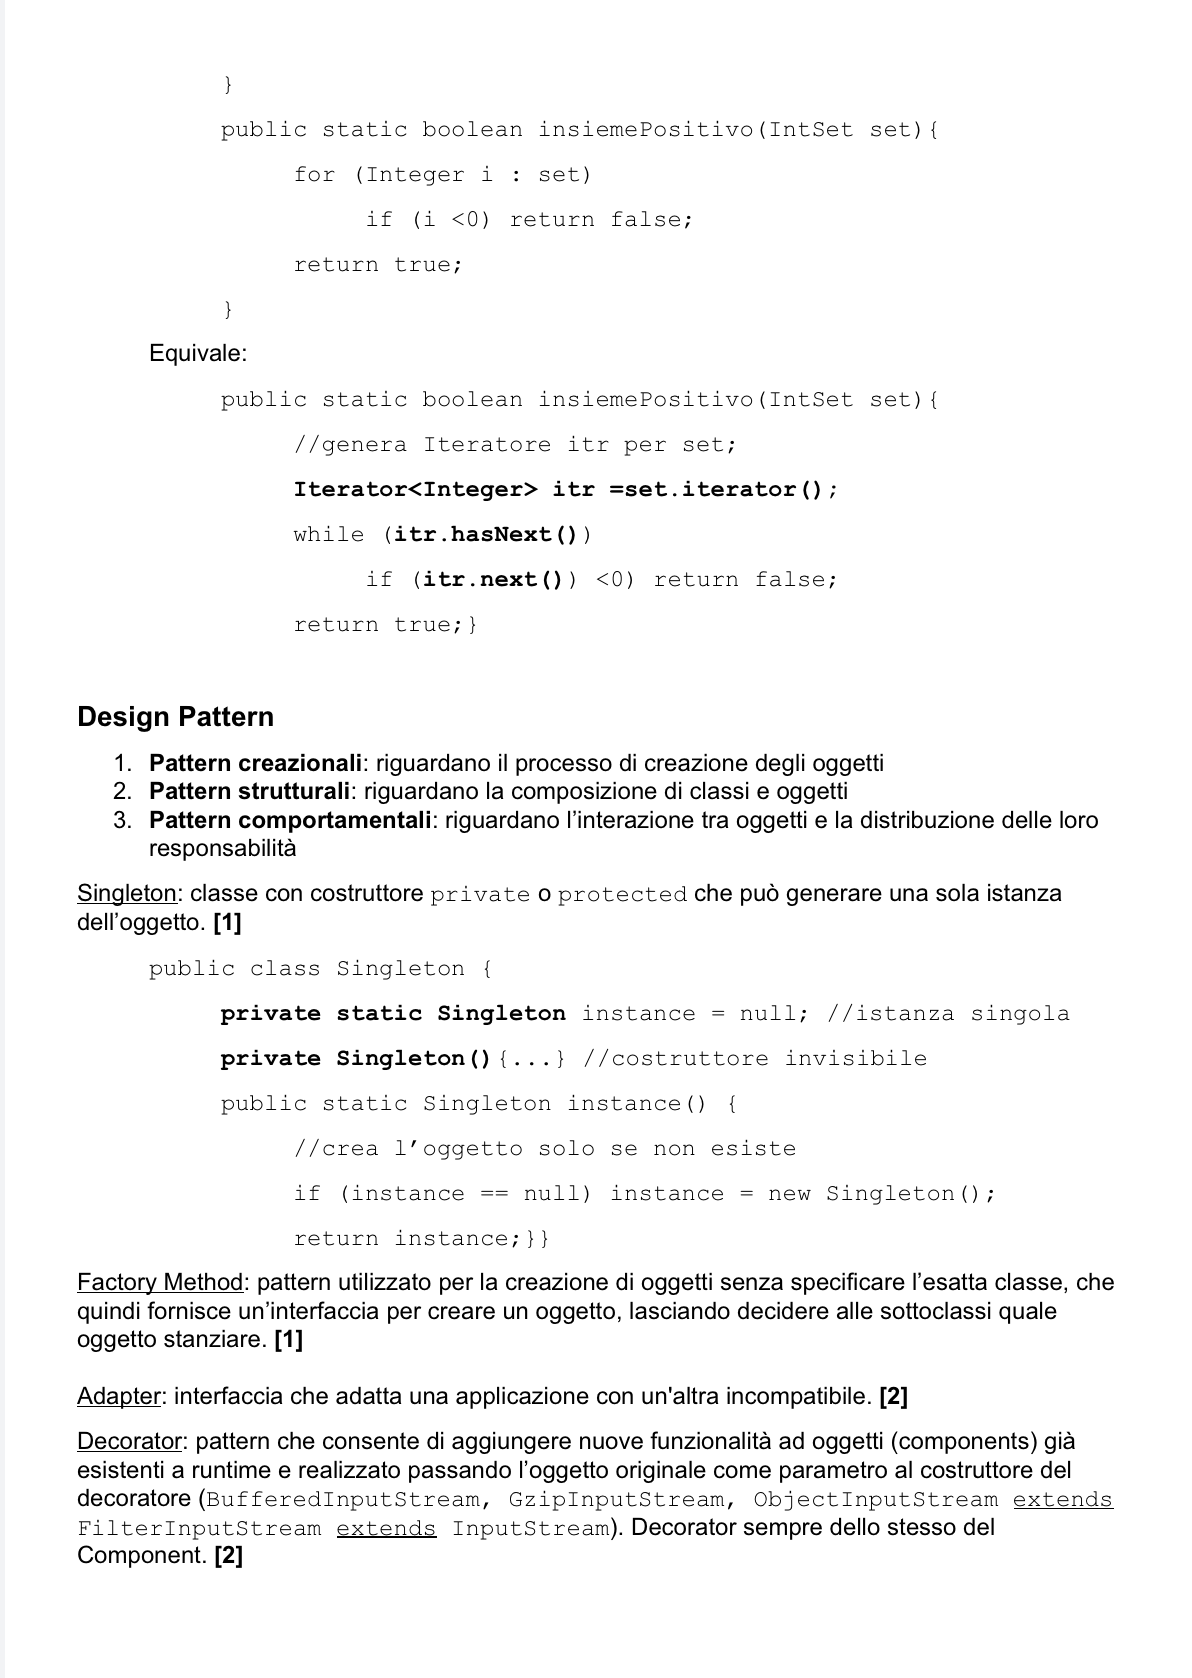 }
public static boolean insiemePositivo(IntSet set){
for (Integer i : set)
if (i <0) return false;
return true;
}
Equivale:
public static boolean insiemePositivo(IntSet set){
//genera Iteratore itr per set;
Iterator<Integer> itr =set.iterator();
while (itr.hasNext())
if (itr.next()) <0) return false;
return true;}
Design Pattern
1. Pattern creazionali: riguardano il processo di creazione degli oggetti
2. Pattern strutturali: riguardano la composizione di classi e oggetti
3. Pattern comportamentali: riguardano l’interazione tra oggetti e la distribuzione delle loro
responsabilità
Singleton: classe con costruttore private o protected che può generare una sola istanza
dell’oggetto. [1]
public class Singleton {
private static Singleton instance = null; //istanza singola
private Singleton(){...} //costruttore invisibile
public static Singleton instance() {
//crea l’oggetto solo se non esiste
if (instance == null) instance = new Singleton();
return instance;}}
Factory Method: pattern utilizzato per la creazione di oggetti senza specificare l’esatta classe, che
quindi fornisce un’interfaccia per creare un oggetto, lasciando decidere alle sottoclassi quale
oggetto stanziare. [1]
Adapter: interfaccia che adatta una applicazione con un'altra incompatibile. [2]
Decorator: pattern che consente di aggiungere nuove funzionalità ad oggetti (components) già
esistenti a runtime e realizzato passando l’oggetto originale come parametro al costruttore del
decoratore (BufferedInputStream, GzipInputStream, ObjectInputStream extends
FilterInputStream extends InputStream). Decorator sempre dello stesso del
Component. [2]